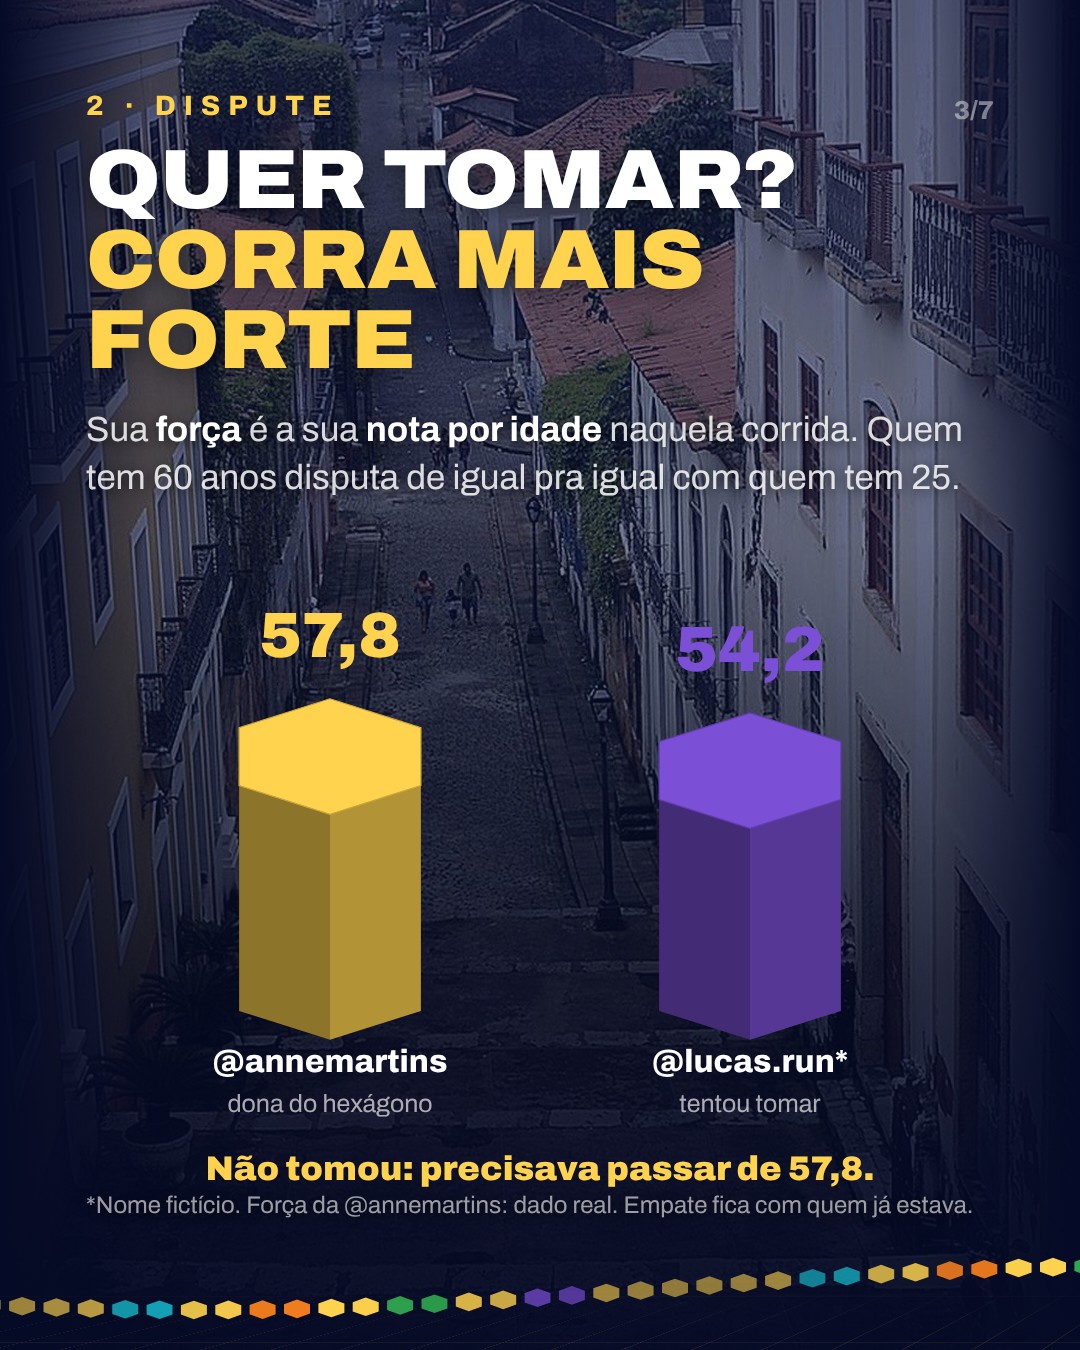 2 · DISPUTE
3/7
QUER TOMAR?
CORRA MAIS
FORTE
Sua força é a sua nota por idade naquela corrida. Quem
tem 60 anos disputa de igual pra igual com quem tem 25.
57,8
54,2
@annemartins
@lucas.run*
dona do hexágono
tentou tomar
Não tomou: precisava passar de 57,8.
*Nome fictício. Força da @annemartins: dado real. Empate fica com quem já estava.